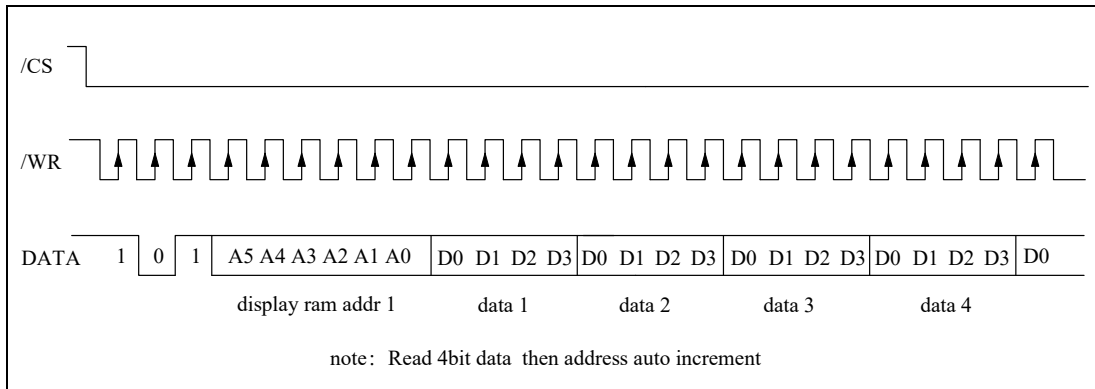 /CS
/WR
DATA 1 0 1 A5 A4 A3 A2 A1 A0 D0 D1 D2 D3 D0 D1 D2 D3 D0 D1 D2 D3 D0 D1 D2 D3 D0
display ram addr 1 data 1 data 2 data 3 data 4
note：Read 4bit data then address auto increment